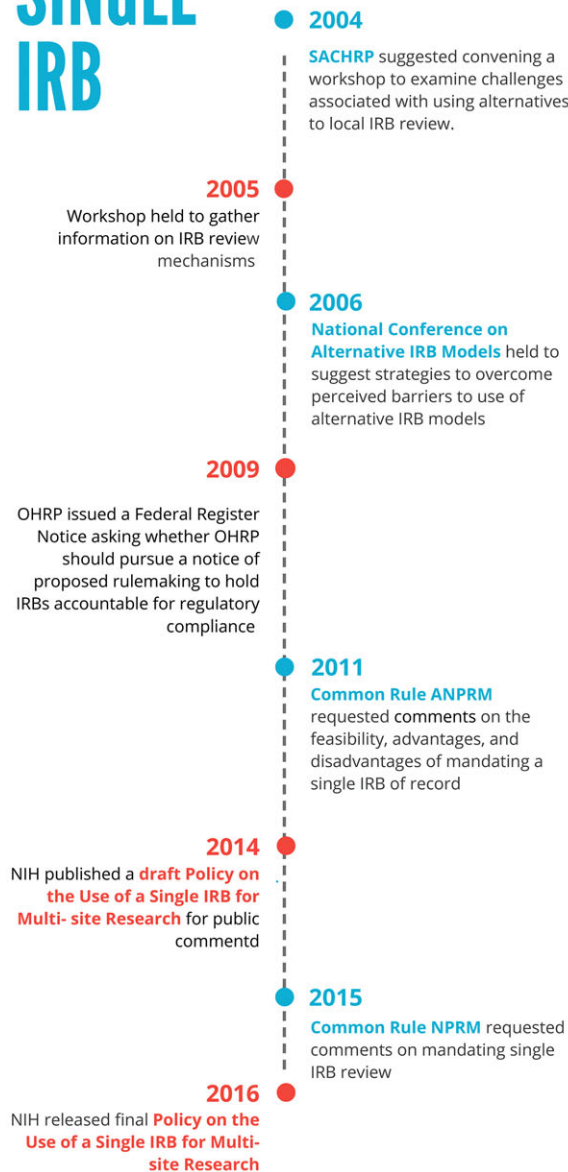 SINGLE
IRB
2004
SACHRP suggested convening a
workshop to examine challenges
associated with using alternatives
to local IRB review.
2005
Workshop held to gather
information on IRB review
mechanisms
2006
National Conference on
Alternative IRB Models held to
suggest strategies to overcome
perceived barriers to use of
alternative IRB models
2009
OHRP issued a Federal Register
Notice asking whether OHRP
should pursue a notice of
proposed rulemaking to hold
IRBs accountable for regulatory
compliance
2011
Common Rule ANPRM
requested comments on the
feasibility, advantages, and
disadvantages of mandating a
single IRB of record
2014
NIH published a draft Policy on
the Use of a Single IRB for
Multi- site Research for public
commentd
2015
Common Rule NPRM requested
comments on mandating single
IRB review
2016
NIH released final Policy on the
Use of a Single IRB for Multi-
site Research